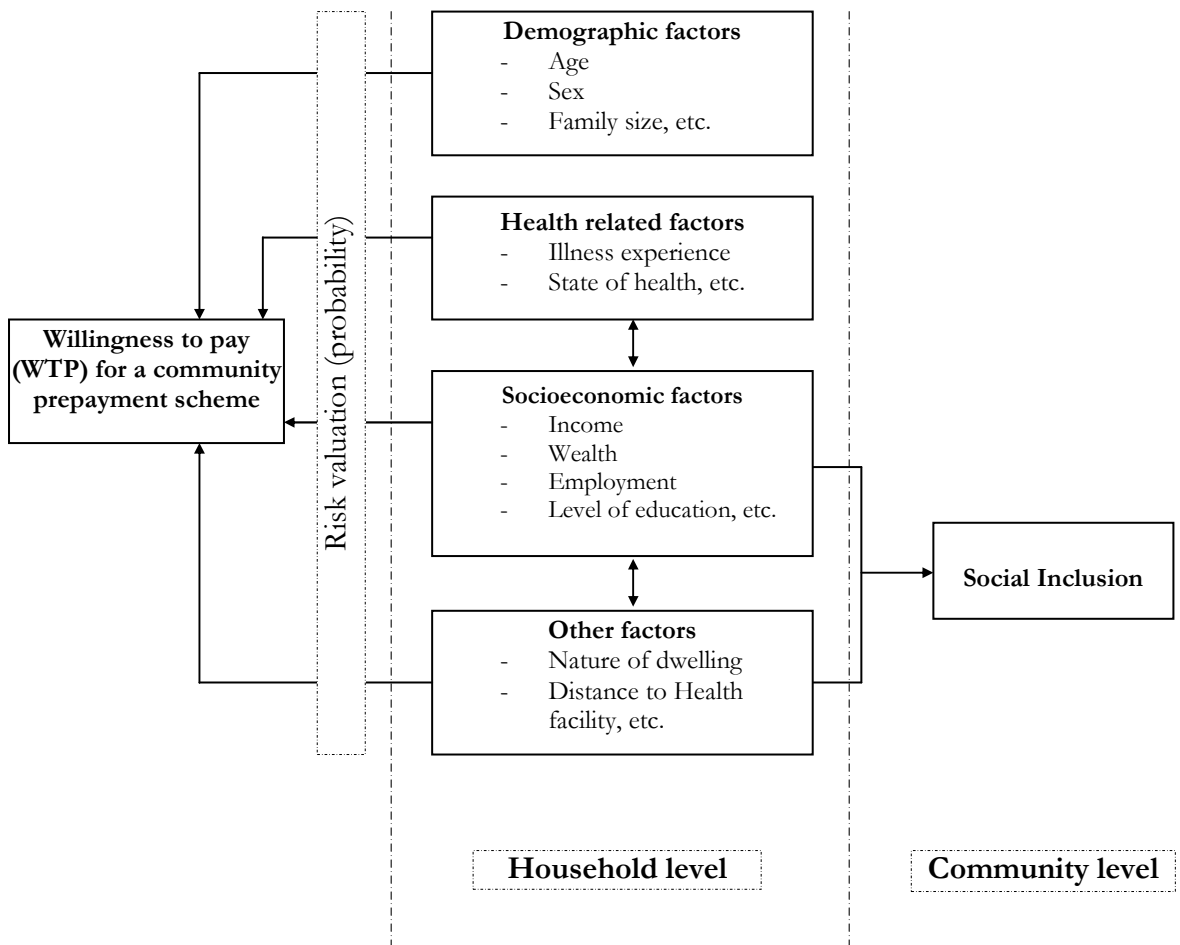 Demographic factors
- Age
- Sex
- Family size, etc.
Health related factors
- Illness experience
- State of health, etc.
Risk valuation (probability)
Willingness to pay
(WTP) for a community
prepayment scheme
Socioeconomic factors
- Income
- Wealth
- Employment
- Level of education, etc.
Social Inclusion
Other factors
- Nature of dwelling
- Distance to Health
facility, etc.
Household level
Community level